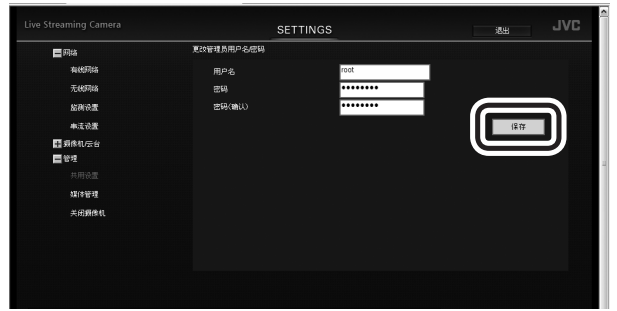 Live Streaming Camera
SETTINGS
退出
JVC
网络
有线网络
无线网络
监测设置
串流设置
摄像机/云台
管理
共用设置
媒体管理
关闭摄像机
更改管理员用户名/密码
用户名
root
密码
••••••••
密码(确认)
••••••••
保存